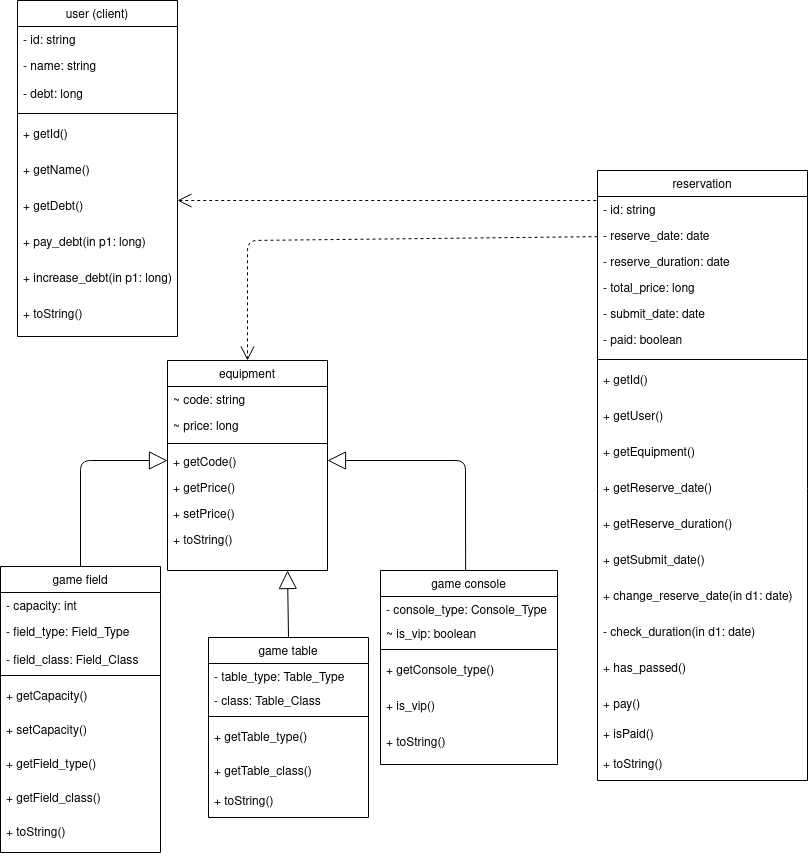 user (client)
- id: string
- name: string
- debt: long
+ getId()
+ getName()
+ getDebt()
+ pay_debt(in p1: long)
+ increase_debt(in p1: long)
+ toString()
reservation
- id: string
- reserve_date: date
- reserve_duration: date
- total_price: long
- submit_date: date
- paid: boolean
+ getId()
+ getUser()
+ getEquipment()
+ getReserve_date()
+ getReserve_duration()
+ getSubmit_date()
+ change_reserve_date(in d1: date)
- check_duration(in d1: date)
+ has_passed()
+ pay()
+ isPaid()
+ toString()
equipment
~ code: string
~ price: long
+ getCode()
+ getPrice()
+ setPrice()
+ toString()
game field
- capacity: int
- field_type: Field_Type
- field_class: Field_Class
+ getCapacity()
+ setCapacity()
+ getField_type()
+ getField_class()
+ toString()
game table
- table_type: Table_Type
- class: Table_Class
+ getTable_type()
+ getTable_class()
+ toString()
game console
- console_type: Console_Type
~ is_vip: boolean
+ getConsole_type()
+ is_vip()
+ toString()